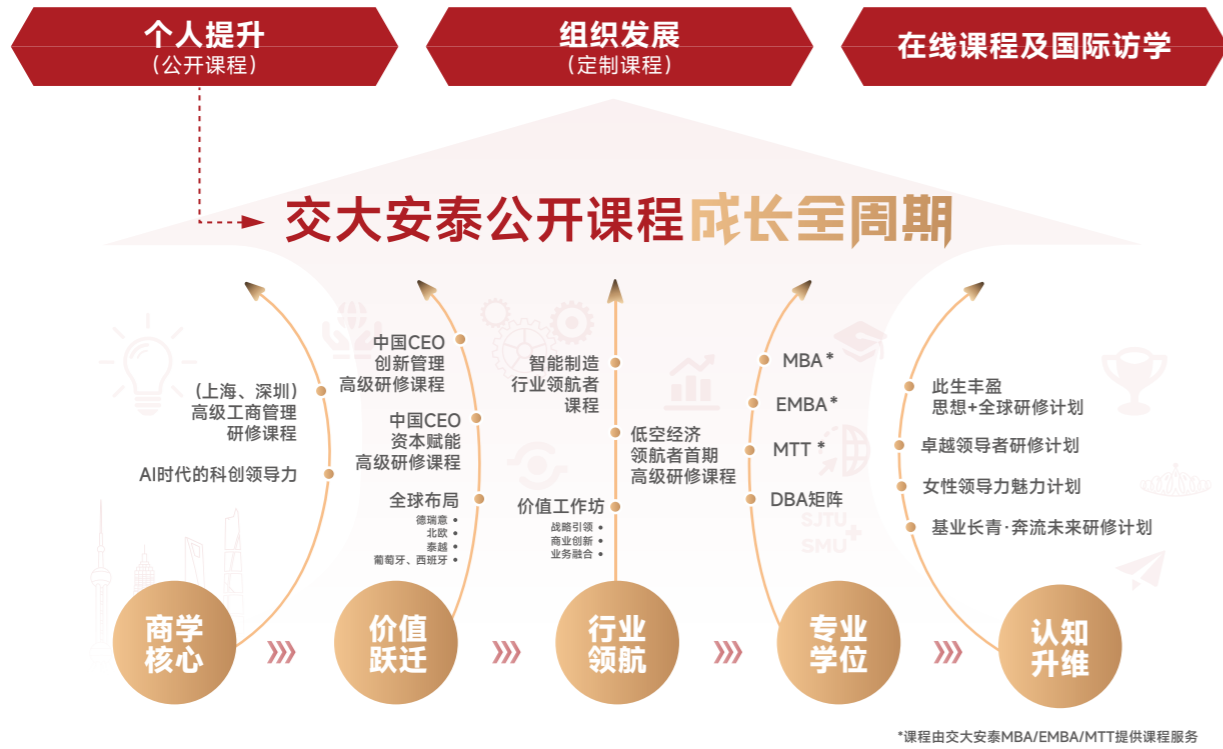 个人提升
（公开课程）
组织发展
（定制课程）
在线课程及国际访学
交大安泰公开课程成长全周期
（上海、深圳）
高级工商管理
研修课程
AI时代的科创领导力
商学
核心
中国CEO
创新管理
高级研修课程
中国CEO
资本赋能
高级研修课程
全球布局
德瑞意 •
北欧 •
泰越 •
葡萄牙、西班牙 •
价值
跃迁
智能制造
行业领航者
课程
低空经济
领航者首期
高级研修课程
价值工作坊
战略引领 •
商业创新 •
业务融合 •
行业
领航
MBA*
EMBA*
MTT*
DBA矩阵
SJTU
SMU+
专业
学位
此生丰盈
思想+全球研修计划
卓越领导者研修计划
女性领导力魅力计划
基业长青·奔流未来研修计划
认知
升维
*课程由交大安泰MBA/EMBA/MTT提供课程服务